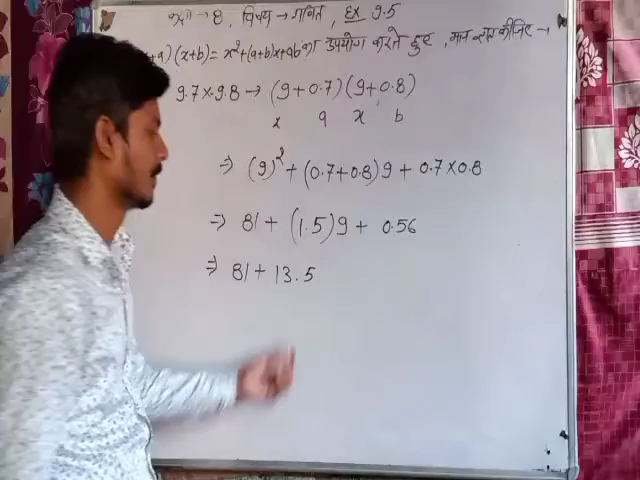 कक्षा → 8, विषय → गणित, Ex 9.5
+a) (x+b) = x²+(a+b)x+ab का उपयोग करते हुए, मान ज्ञात कीजिए →
9.7×9.8 → (9+0.7) (9+0.8)
x a x b
⇒ (9)² + (0.7+0.8)9 + 0.7×0.8
⇒ 81 + (1.5)9 + 0.56
⇒ 81 + 13.5